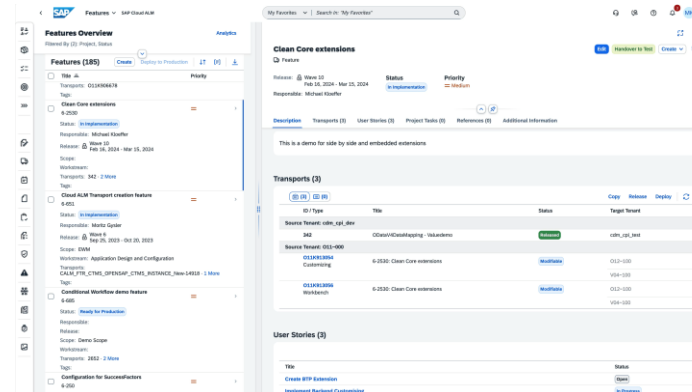 SAP Features SAP Cloud ALM My Favorites Search In: "My Favorites"
Features Overview Analytics
Filtered By (2): Project, Status
Features (185) Create Deploy to Production
Title Priority
Transports: O11K906678
Tags:
Clean Core extensions
6-2530
Status: In Implementation
Responsible: Michael Kloeffer
Release: Wave 10
Feb 16, 2024 - Mar 15, 2024
Scope:
Workstream:
Transports: 342 · 2 More
Tags:
Cloud ALM Transport creation feature
6-651
Status: In Implementation
Responsible: Moritz Gysler
Release: Wave 6
Sep 25, 2023 - Oct 20, 2023
Scope: EWM
Workstream: Application Design and Configuration
Transports:
CALM_FTR_CTMS_OPENSAP_CTMS_INSTANCE_New-14918 · 1 More
Tags:
Conditional Workflow demo feature
6-685
Status: Ready for Production
Responsible:
Release:
Scope: Demo Scope
Workstream:
Transports: 2652 · 2 More
Tags:
Configuration for SuccessFactors
6-250
Clean Core extensions
Edit Handover to Test Create
Feature
Release: Wave 10
Feb 16, 2024 - Mar 15, 2024
Responsible: Michael Kloeffer
Status
In Implementation
Priority
Medium
Description Transports (3) User Stories (3) Project Tasks (0) References (0) Additional Information
This is a demo for side by side and embedded extensions
Transports (3)
(3) (0) Copy Release Deploy
ID / Type Title Status Target Tenant
Source Tenant: cdm_cpi_dev
342 ODataV4DataMapping - Valuedemo Released cdm_cpi_test
Source Tenant: O11~000
O11K913854 6-2530: Clean Core extensions Modifiable O12~100
Customizing
V04~100
O11K913856 6-2530: Clean Core extensions Modifiable O12~100
Workbench
V04~100
User Stories (3)
Title Status
Create BTP Extension Open
Implement Backend Customizing In Progress